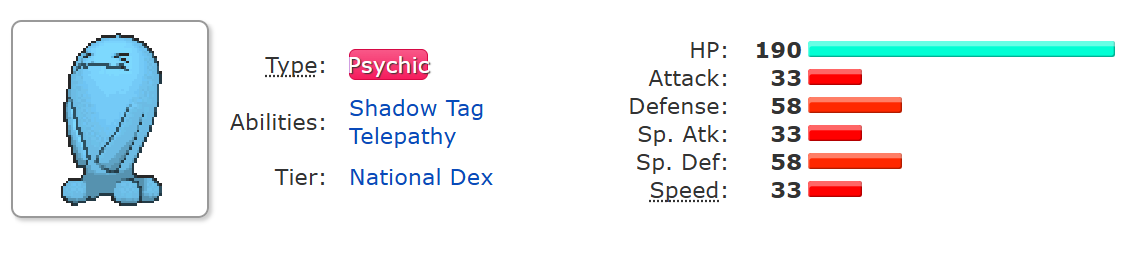 Type: Psychic
Abilities: Shadow Tag
Telepathy
Tier: National Dex
HP: 190
Attack: 33
Defense: 58
Sp. Atk: 33
Sp. Def: 58
Speed: 33